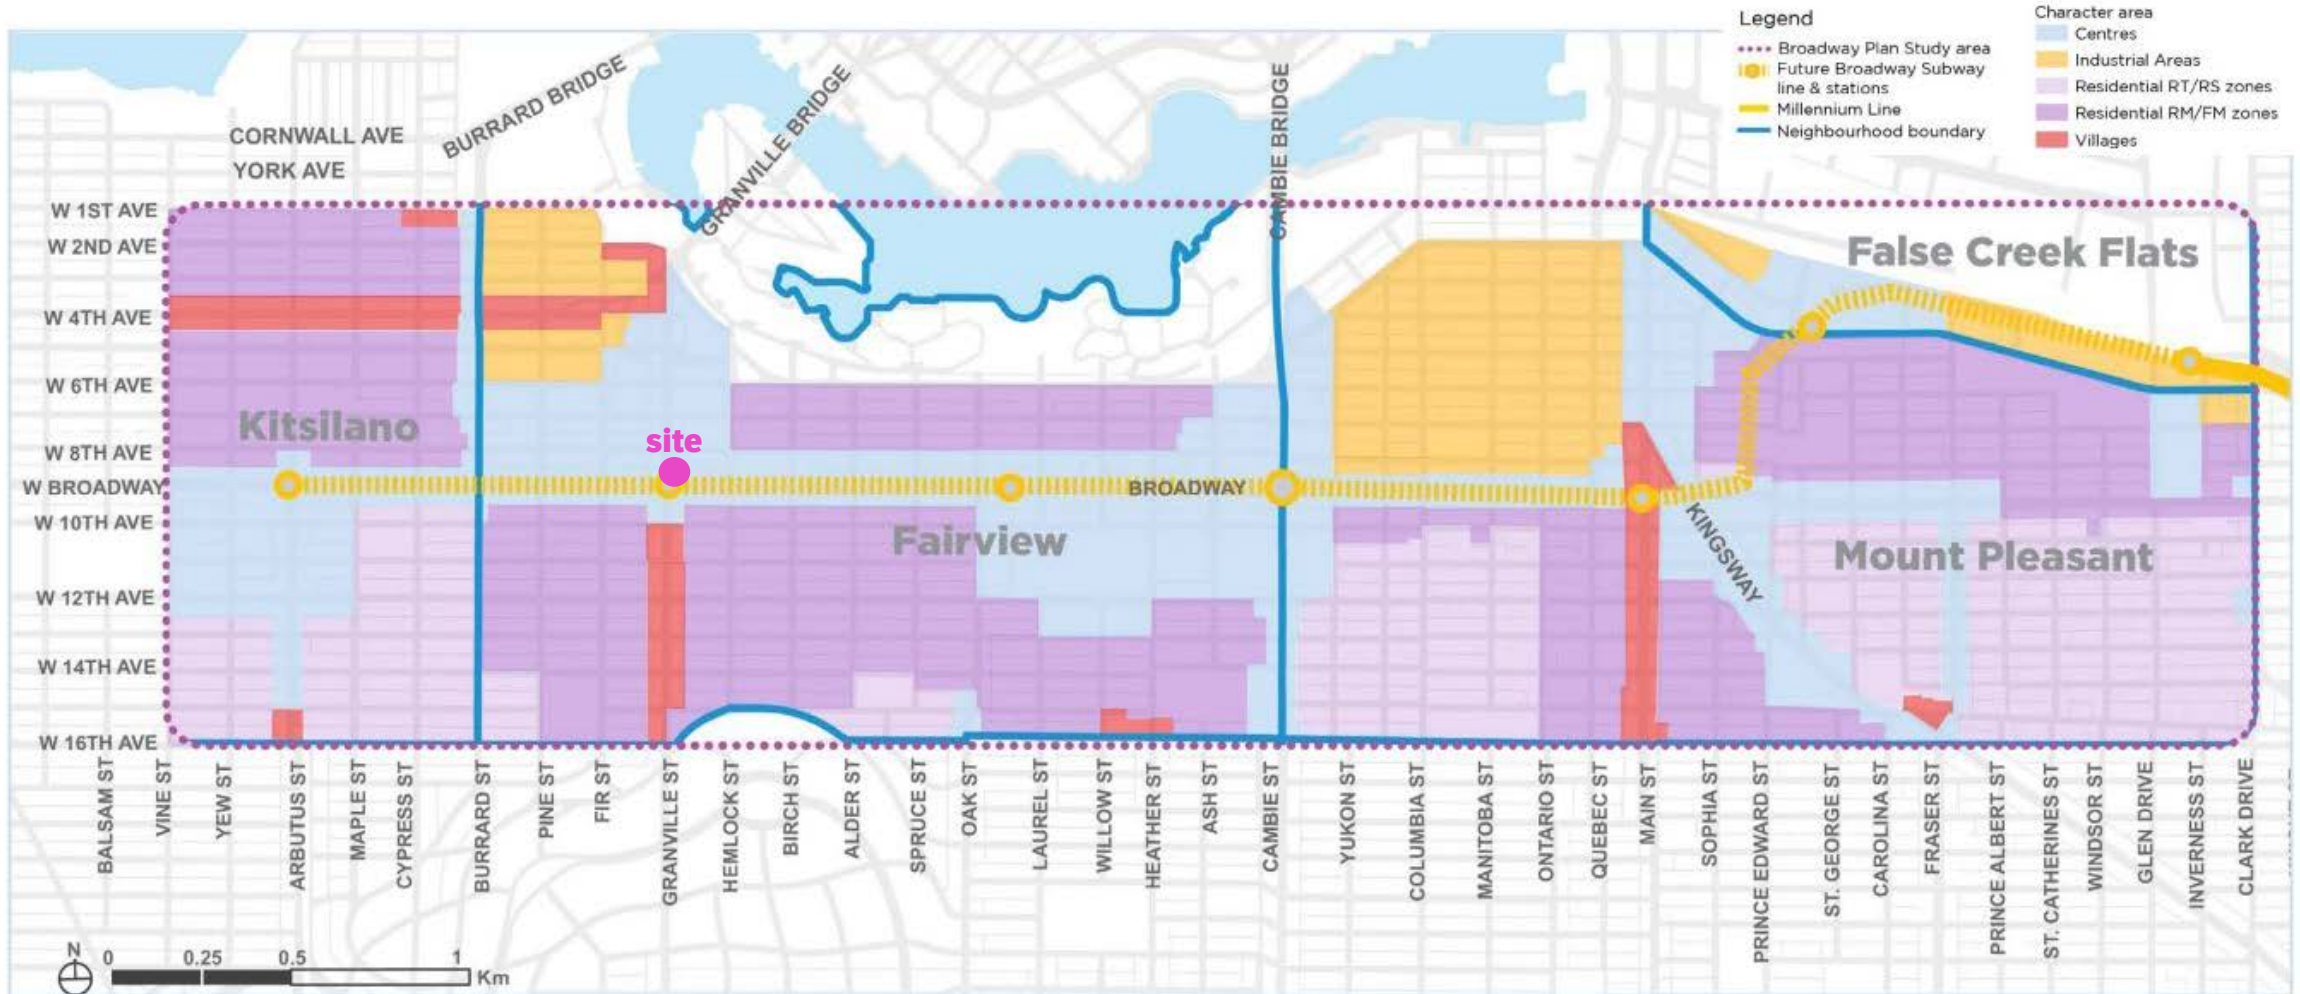 Legend
Broadway Plan Study area
Future Broadway Subway
line & stations
Millennium Line
Neighbourhood boundary
Character area
Centres
Industrial Areas
Residential RT/RS zones
Residential RM/FM zones
Villages
BURRARD BRIDGE
GRANVILLE BRIDGE
CAMBIE BRIDGE
CORNWALL AVE
YORK AVE
W 1ST AVE
W 2ND AVE
W 4TH AVE
W 6TH AVE
W 8TH AVE
W BROADWAY
W 10TH AVE
W 12TH AVE
W 14TH AVE
W 16TH AVE
False Creek Flats
Kitsilano
site
BROADWAY
Fairview
KINGSWAY
Mount Pleasant
BALSAM ST
VINE ST
YEW ST
ARBUTUS ST
MAPLE ST
CYPRESS ST
BURRARD ST
PINE ST
FIR ST
GRANVILLE ST
HEMLOCK ST
BIRCH ST
ALDER ST
SPRUCE ST
OAK ST
LAUREL ST
WILLOW ST
HEATHER ST
ASH ST
CAMBIE ST
YUKON ST
COLUMBIA ST
MANITOBA ST
ONTARIO ST
QUEBEC ST
MAIN ST
SOPHIA ST
PRINCE EDWARD ST
ST. GEORGE ST
CAROLINA ST
FRASER ST
PRINCE ALBERT ST
ST. CATHERINES ST
WINDSOR ST
GLEN DRIVE
INVERNESS ST
CLARK DRIVE
N
0 0.25 0.5 1
Km